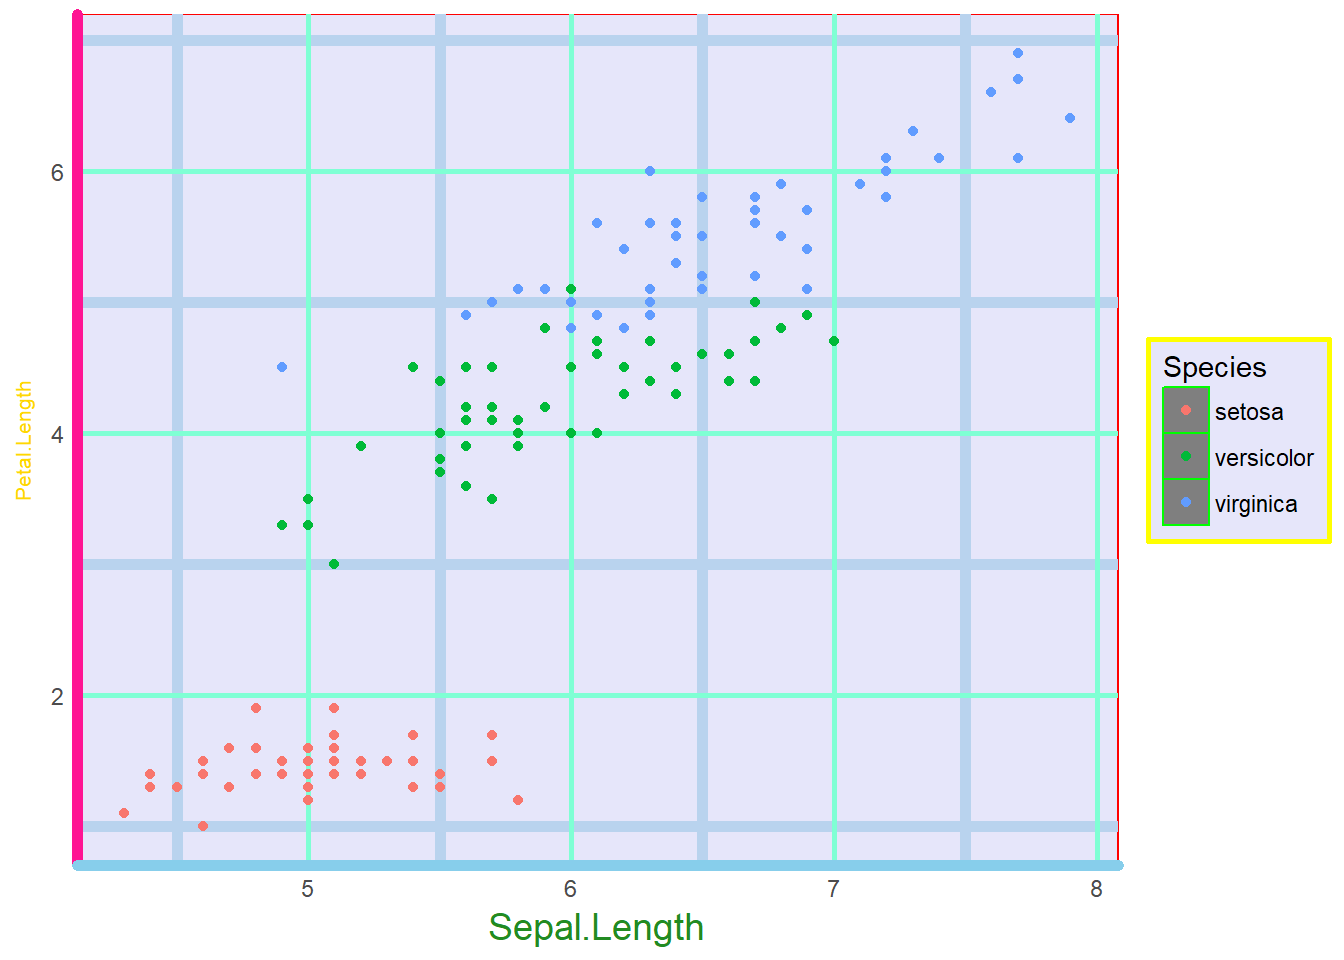 6
4
2
Petal.Length
5 6 7 8
Sepal.Length
Species
setosa
versicolor
virginica